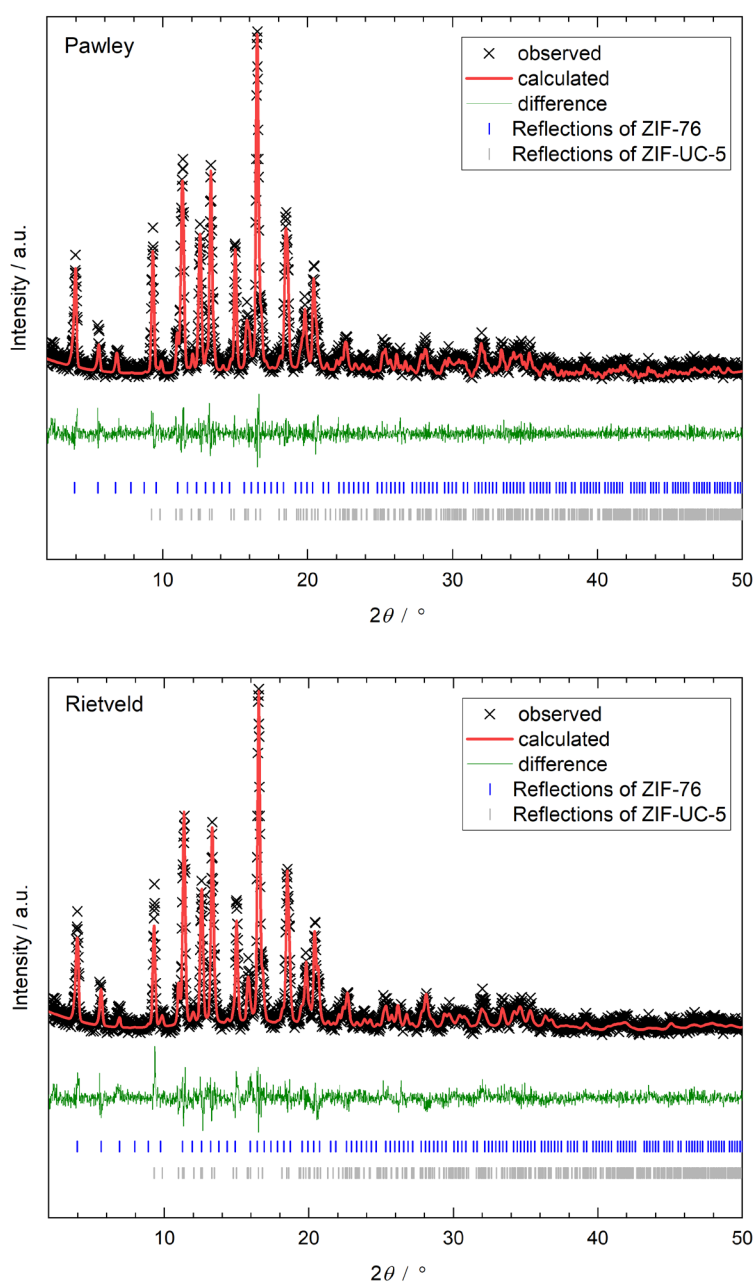 Pawley
observed
calculated
difference
Reflections of ZIF-76
Reflections of ZIF-UC-5
Intensity / a.u.
10 20 30 40 50
2θ / °
Rietveld
observed
calculated
difference
Reflections of ZIF-76
Reflections of ZIF-UC-5
Intensity / a.u.
10 20 30 40 50
2θ / °